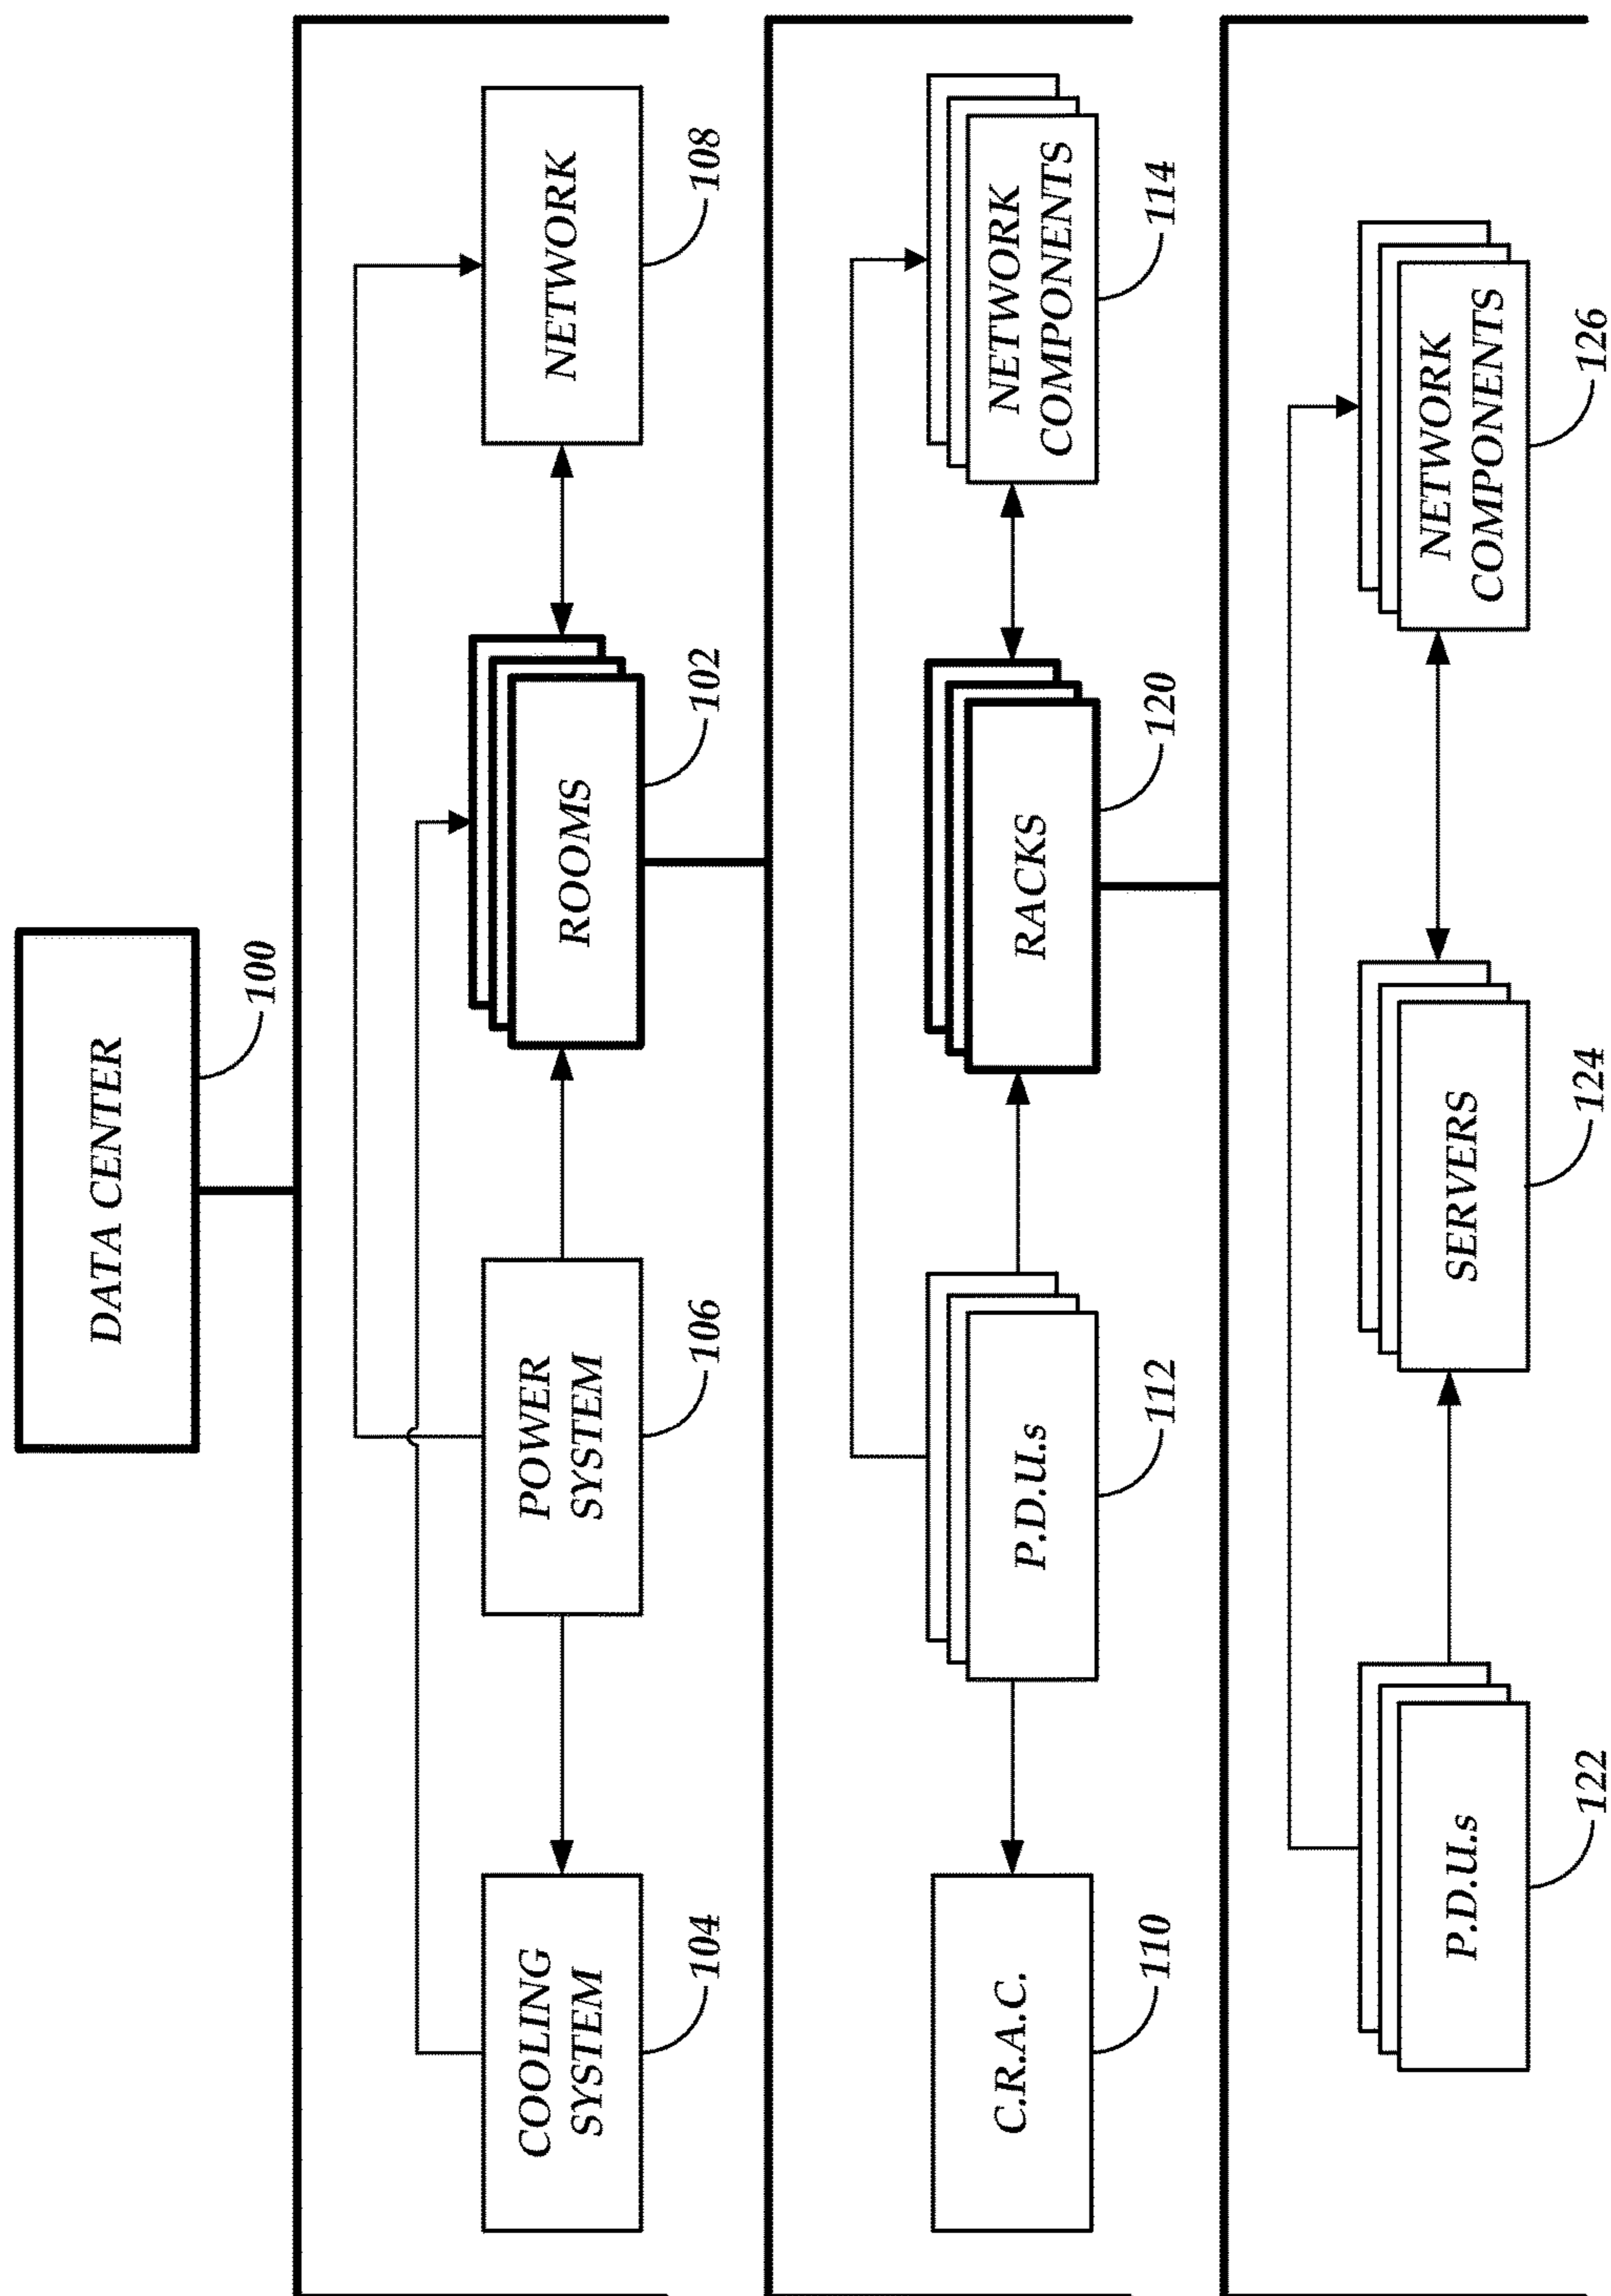 DATA CENTER
100
COOLING
SYSTEM
104
POWER
SYSTEM
106
ROOMS
102
NETWORK
108
C.R.A.C.
110
P.D.U.s
112
RACKS
120
NETWORK
COMPONENTS
114
P.D.U.s
122
SERVERS
124
NETWORK
COMPONENTS
126